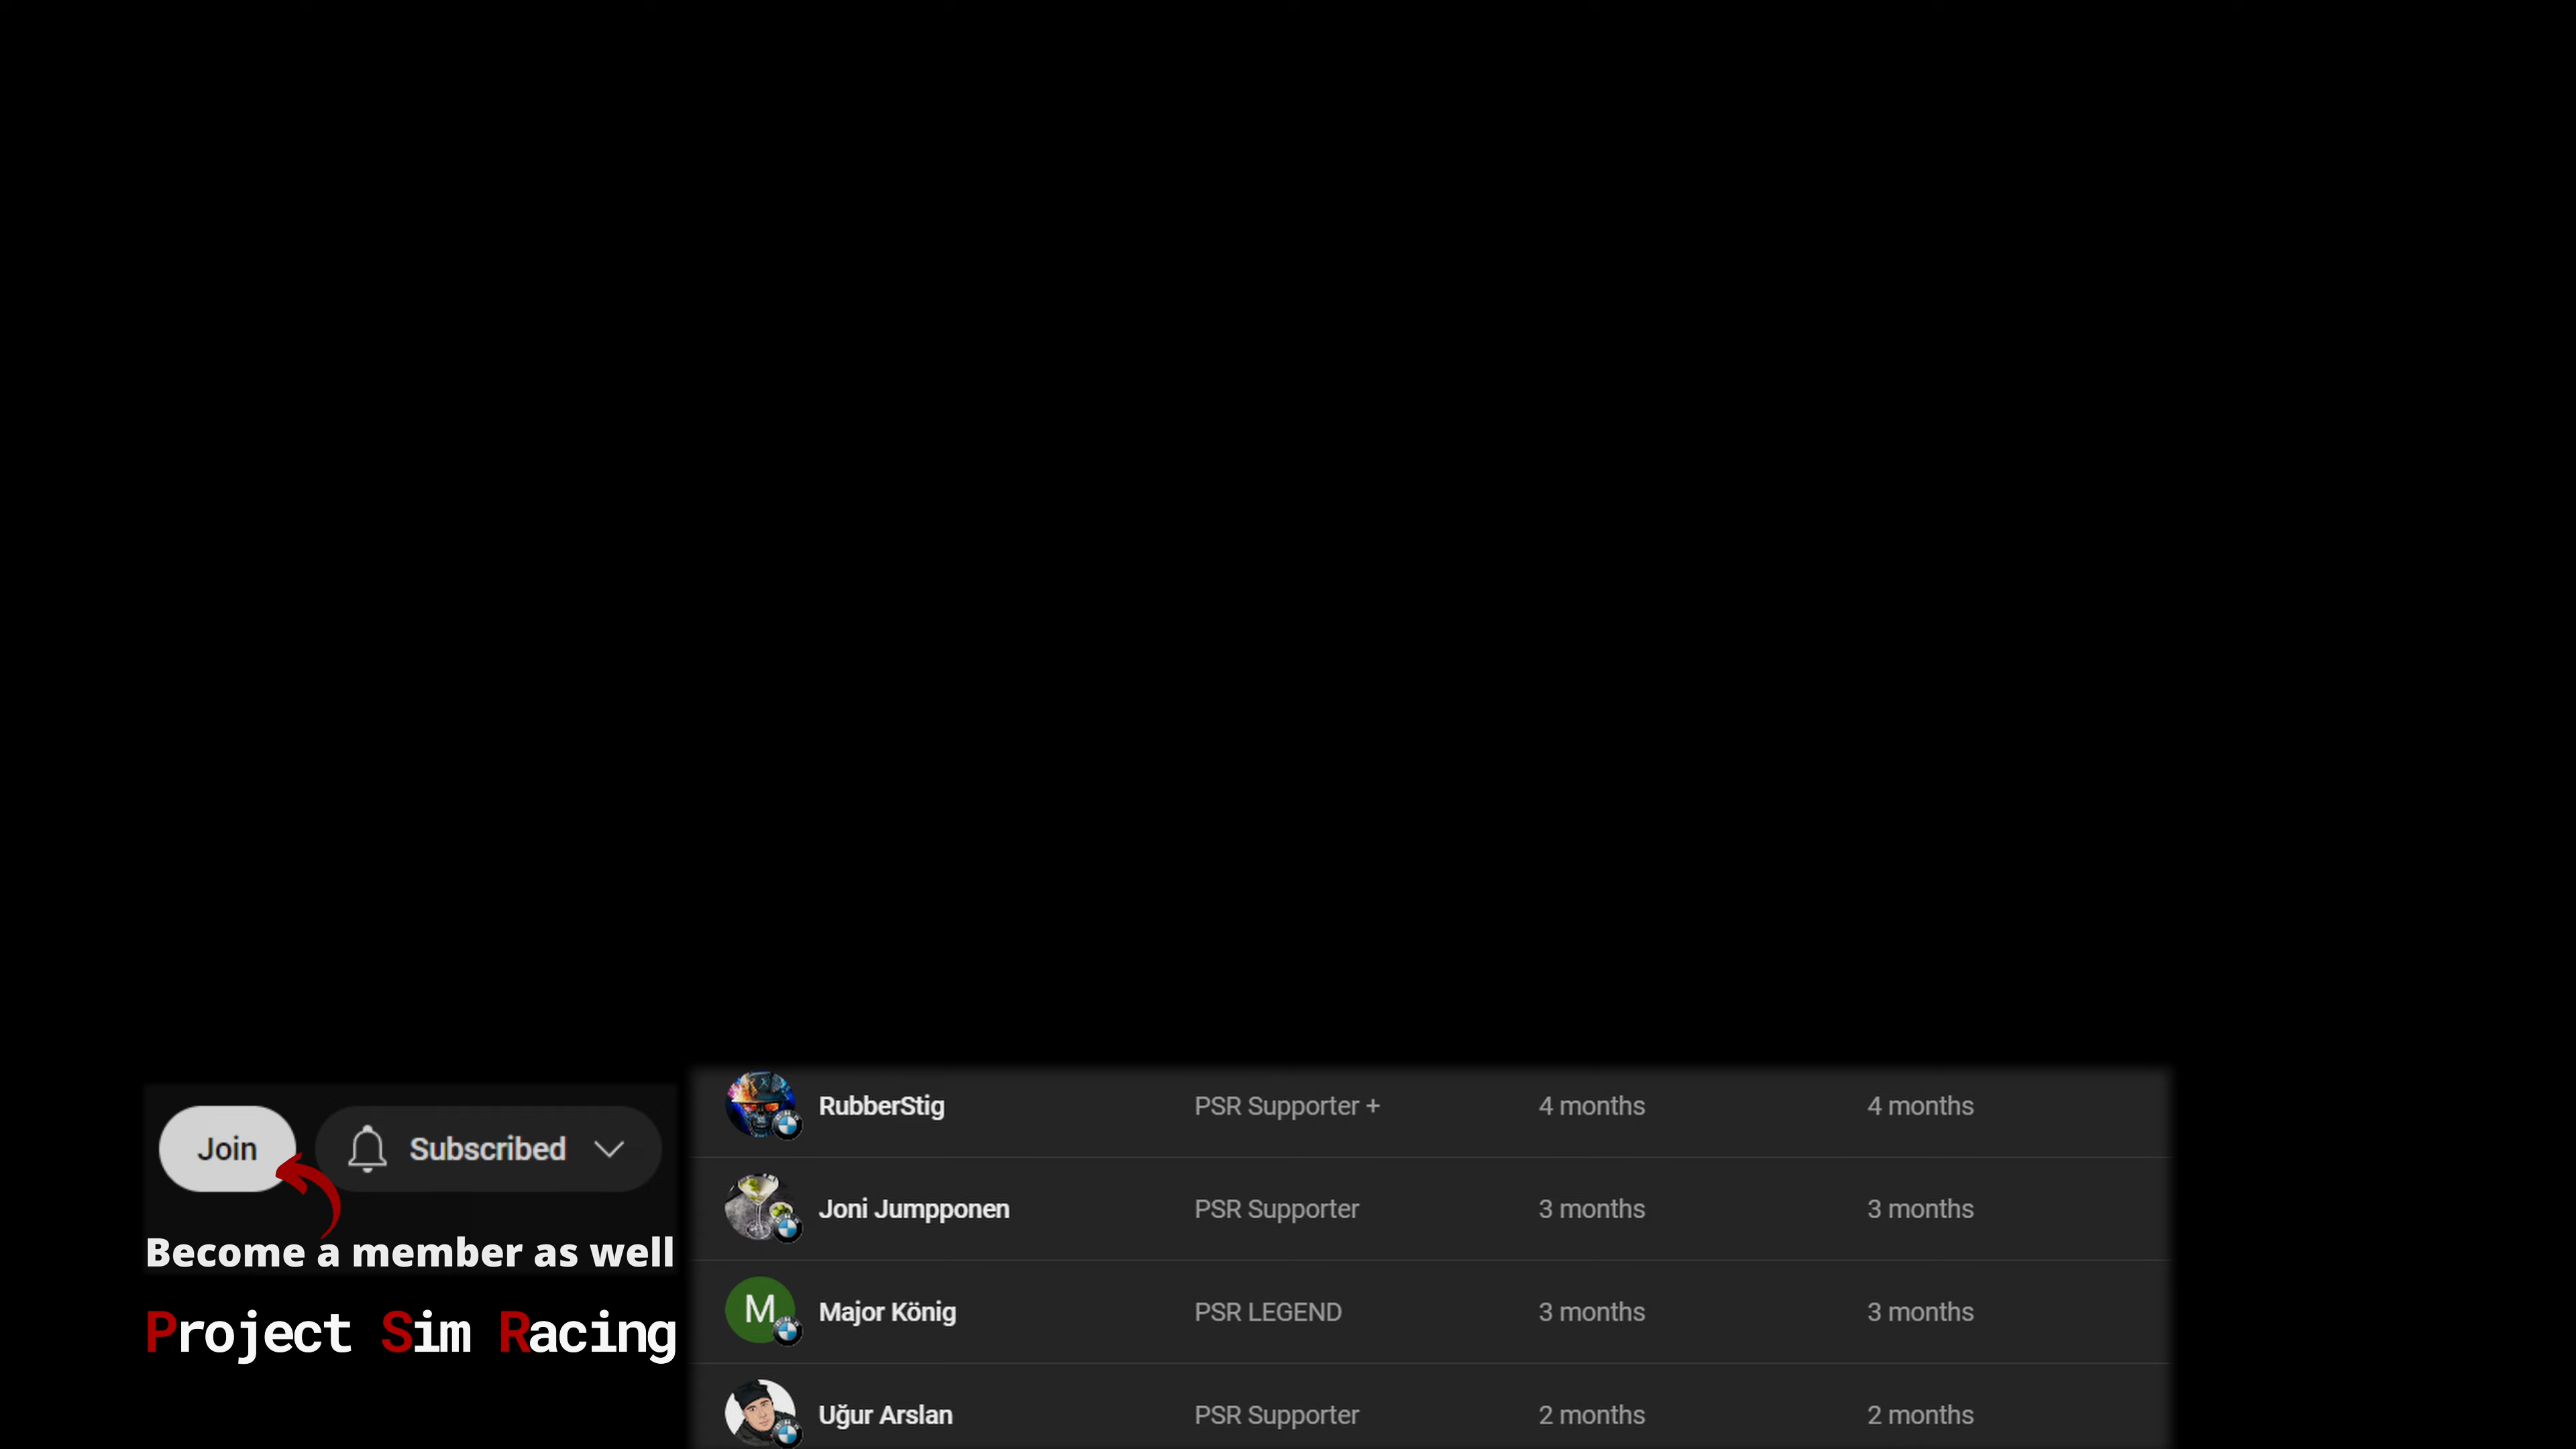 Join
Subscribed
Become a member as well
Project Sim Racing
RubberStig PSR Supporter + 4 months 4 months
Joni Jumpponen PSR Supporter 3 months 3 months
M Major König PSR LEGEND 3 months 3 months
Uğur Arslan PSR Supporter 2 months 2 months